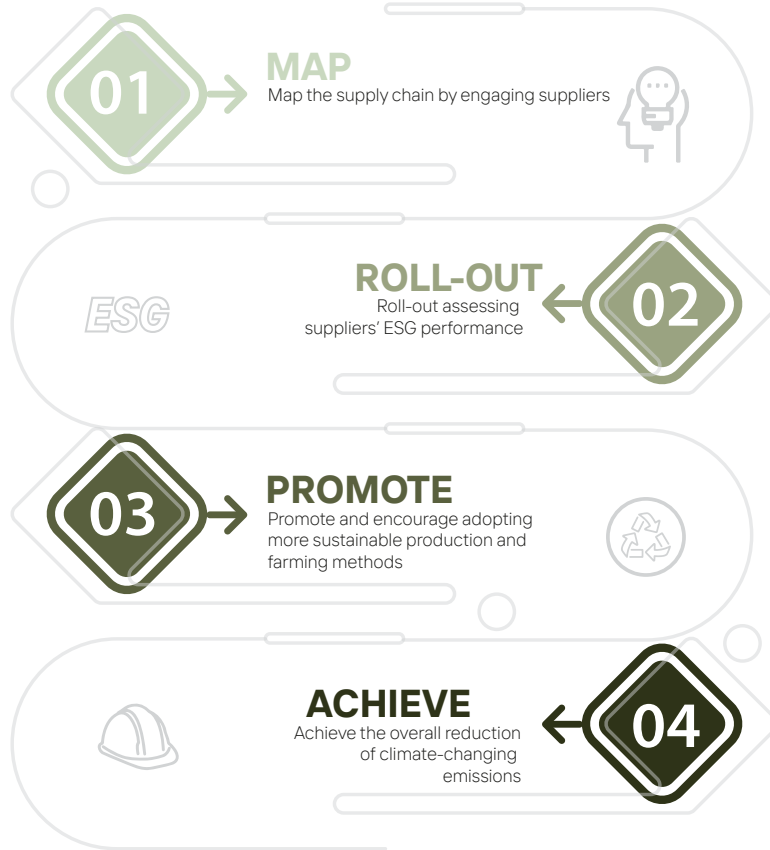 01
MAP
Map the supply chain by engaging suppliers
ROLL-OUT
02
Roll-out assessing
suppliers’ ESG performance
ESG
03
PROMOTE
Promote and encourage adopting
more sustainable production and
farming methods
ACHIEVE
04
Achieve the overall reduction
of climate-changing
emissions